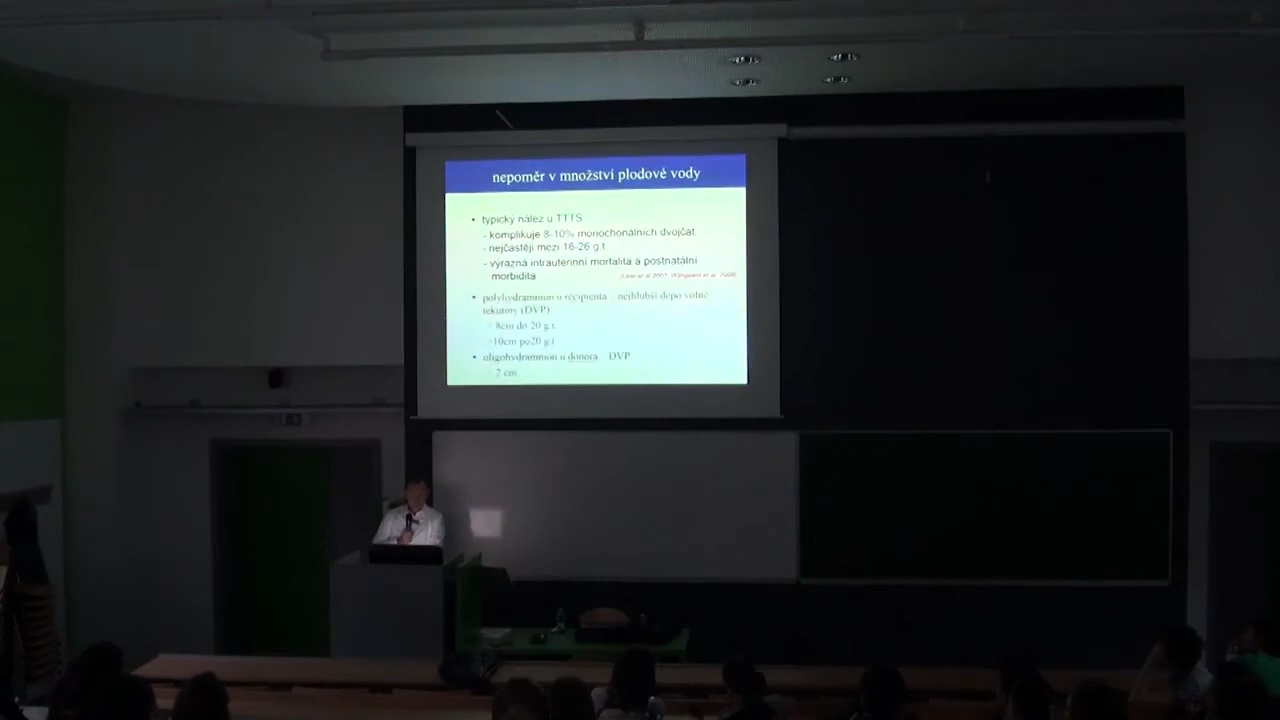 nepoměr v množství plodové vody
• typický nález u TTTS
- komplikuje 8-10% monochoriálních dvojčat
- nejčastěji mezi 16-26 g.t.
- výrazná intrauterinní mortalita a postnatální
morbidita
• polyhydramnion u recipienta – nejhlubší depo volné
tekutiny (DVP)
8cm do 20 g.t.
10cm po20 g.t
• oligohydramnion u donora DVP
2 cm